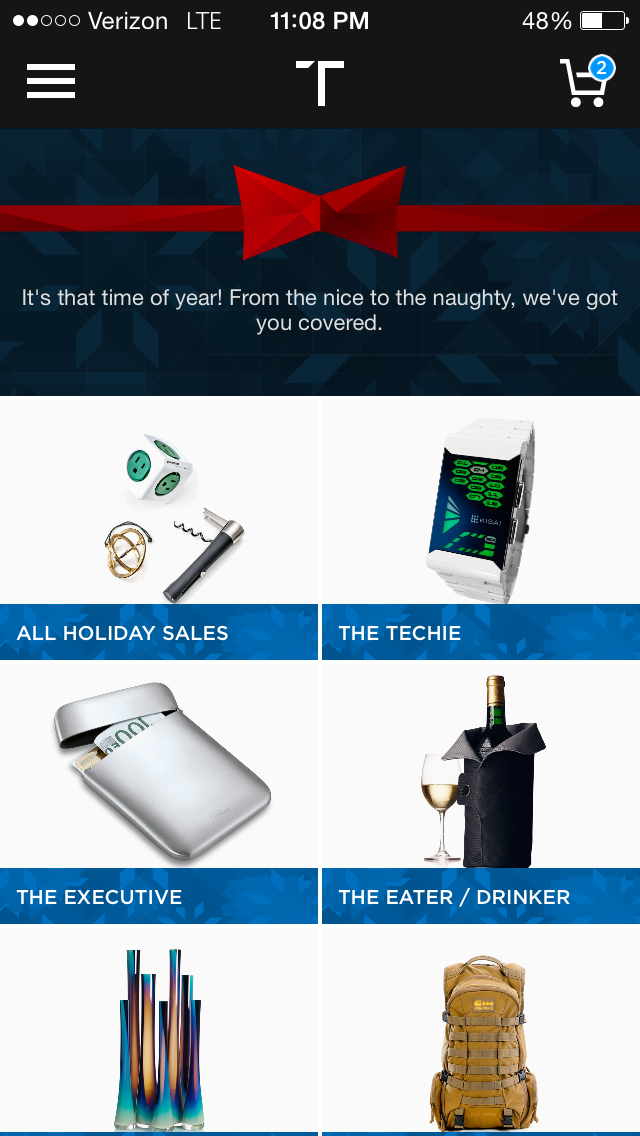 Verizon LTE 11:08 PM 48%
T
2
It's that time of year! From the nice to the naughty, we've got
you covered.
KISAI
ALL HOLIDAY SALES
THE TECHIE
THE EXECUTIVE
THE EATER / DRINKER